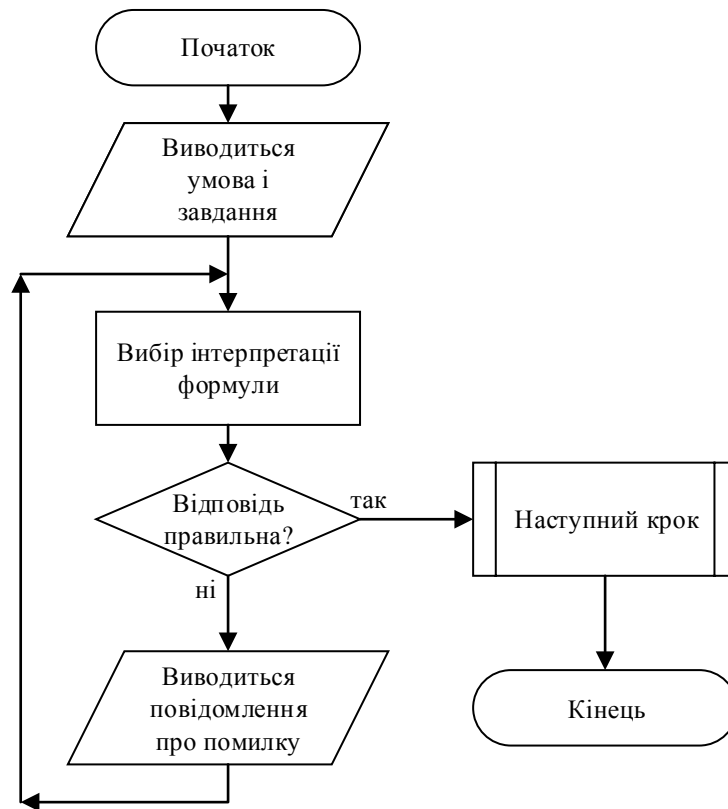 Початок
Виводиться
умова і
завдання
Вибір інтерпретації
формули
Відповідь
правильна?
так
Наступний крок
ні
Виводиться
повідомлення
про помилку
Кінець